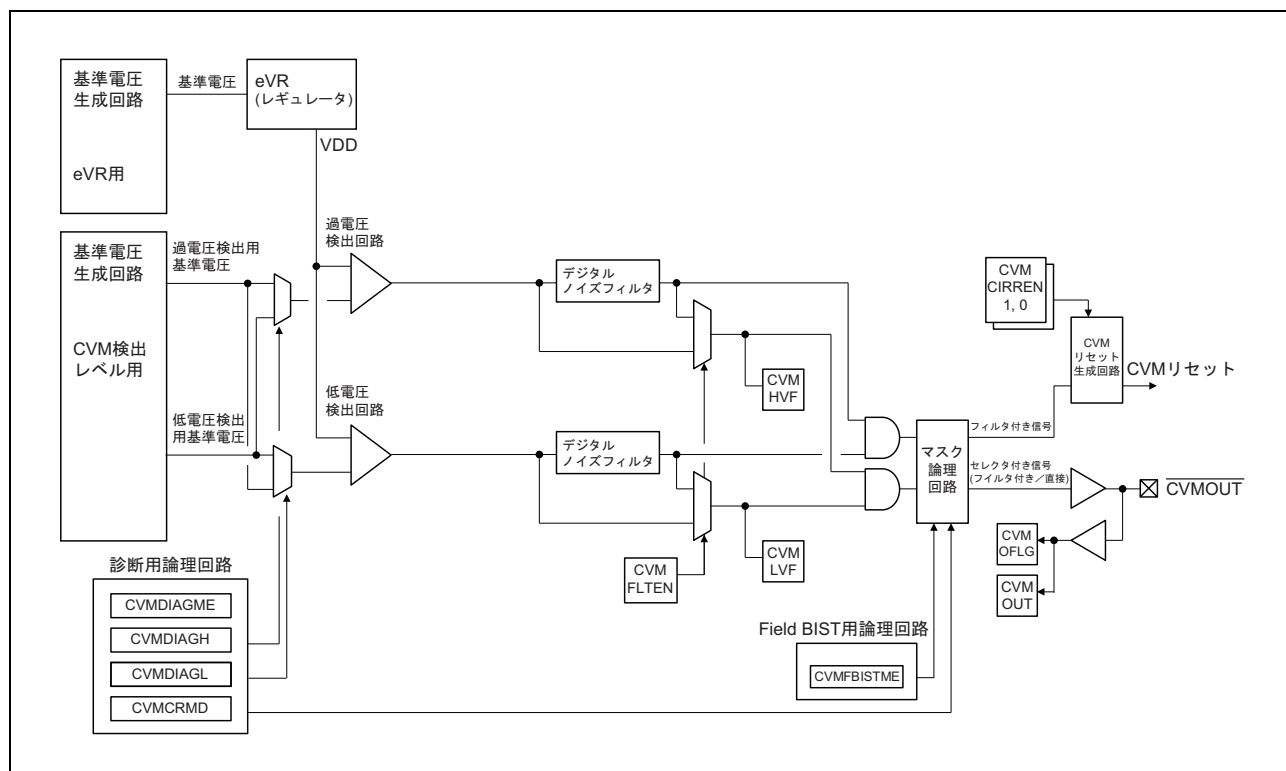 基準電圧
生成回路
eVR用
基準電圧
eVR
(レギュレータ)
VDD
基準電圧
生成回路
CVM検出
レベル用
過電圧検出用
基準電圧
低電圧検出
用基準電圧
過電圧
検出回路
低電圧
検出回路
デジタル
ノイズフィルタ
デジタル
ノイズフィルタ
CVM
HVF
CVM
LVF
CVM
FLTEN
マスク
論理
回路
フィルタ付き信号
セレクタ付き信号
(フイルタ付き/直接)
CVM
CIRREN
1, 0
CVM
リセット
生成回路
CVMリセット
CVMOUT
CVM
OFLG
CVM
OUT
診断用論理回路
CVMDIAGME
CVMDIAGH
CVMDIAGL
CVMCRMD
Field BIST用論理回路
CVMFBISTME